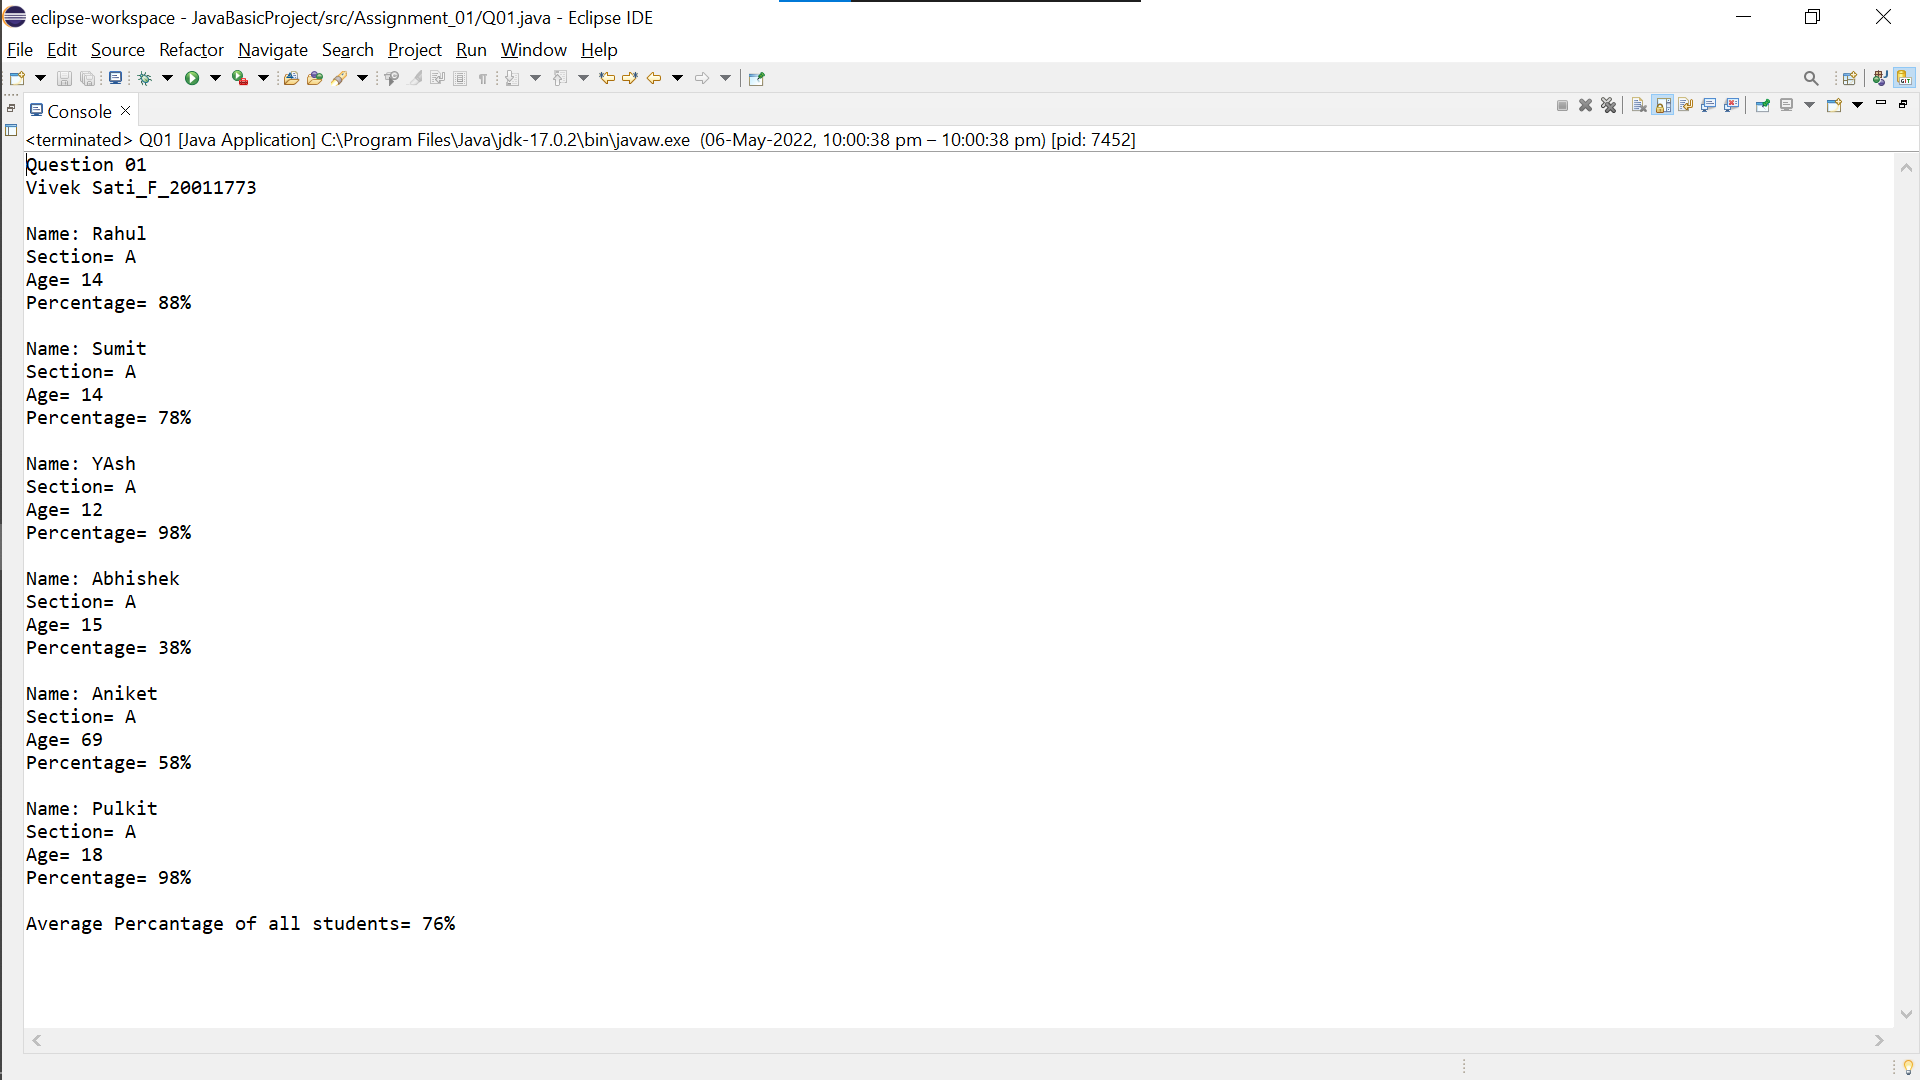 eclipse-workspace - JavaBasicProject/src/Assignment_01/Q01.java - Eclipse IDE
File Edit Source Refactor Navigate Search Project Run Window Help
Console
<terminated> Q01 [Java Application] C:\Program Files\Java\jdk-17.0.2\bin\javaw.exe (06-May-2022, 10:00:38 pm – 10:00:38 pm) [pid: 7452]
Question 01
Vivek Sati_F_20011773
Name: Rahul
Section= A
Age= 14
Percentage= 88%
Name: Sumit
Section= A
Age= 14
Percentage= 78%
Name: YAsh
Section= A
Age= 12
Percentage= 98%
Name: Abhishek
Section= A
Age= 15
Percentage= 38%
Name: Aniket
Section= A
Age= 69
Percentage= 58%
Name: Pulkit
Section= A
Age= 18
Percentage= 98%
Average Percantage of all students= 76%